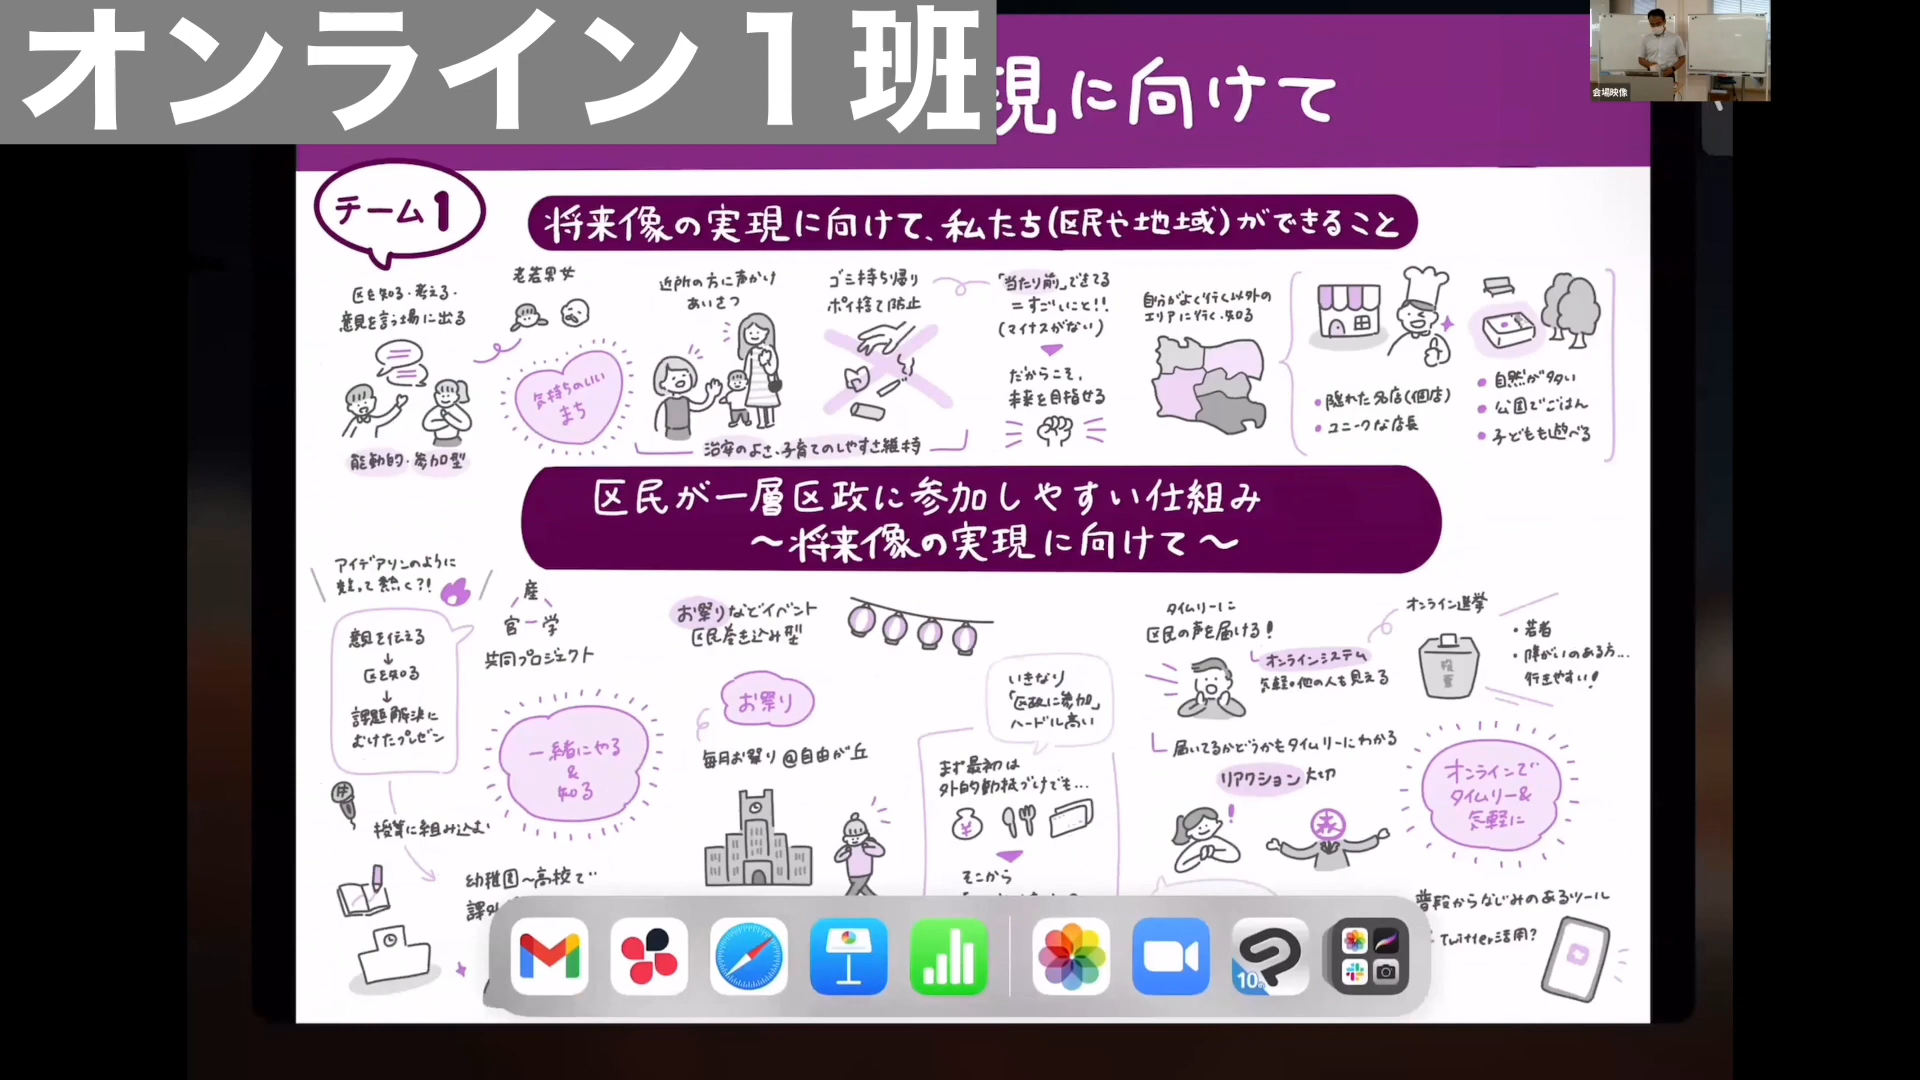 オンライン１班
現に向けて
会場映像
チーム1
将来像の実現に向けて、私たち(区民や地域)ができること
区を知る・考える・
意見を言う場に出る
能動的・参加型
老若男女
気持ちのいい
まち
近所の方に声かけ
あいさつ
ゴミ持ち帰り
ポイ捨て防止
治安のよさ、子育てのしやすさ維持
「当たり前」できてる
＝すごいこと!!
(マイナスがない)
だからこそ、
未来を目指せる
自分がよく行く以外の
エリアに行く・知る
・隠れた名店(個店)
・ユニークな店長
・自然が多い
・公園でごはん
・子どもも遊べる
区民が一層区政に参加しやすい仕組み
〜将来像の実現に向けて〜
アイデアソンのように
競って熱く?!
意見を伝える
↓
区を知る
↓
課題解決に
むけたプレゼン
産
官ー学
共同プロジェクト
一緒にやる
&
知る
授業に組み込む
幼稚園〜高校で
課外
お祭りなどイベント
区民巻き込み型
お祭り
毎月お祭り@自由が丘
いきなり
「区政に参加」
ハードル高い
まず最初は
外的動機づけでも…
¥
そこから
タイムリーに
区民の声を届ける!
オンラインシステム
気軽・他の人も見える
届いてるかどうかもタイムリーにわかる
リアクション大切
オンライン選挙
投票
・若者
・障がいのある方…
行きやすい!
オンラインで
タイムリー&
気軽に
普段からなじみのあるツール
twitter活用?
10